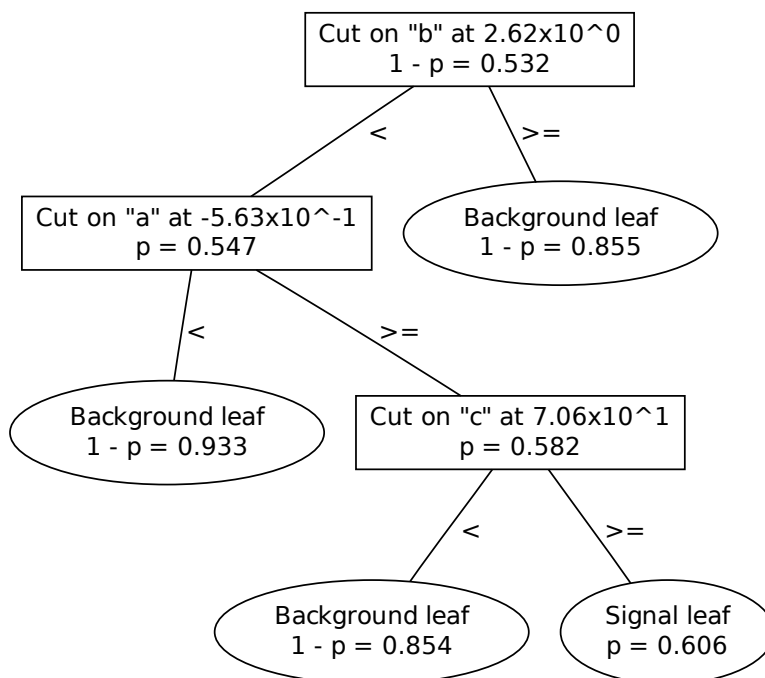 Cut on "b" at 2.62x10^0
1 - p = 0.532
<
>=
Cut on "a" at -5.63x10^-1
p = 0.547
Background leaf
1 - p = 0.855
<
>=
Background leaf
1 - p = 0.933
Cut on "c" at 7.06x10^1
p = 0.582
<
>=
Background leaf
1 - p = 0.854
Signal leaf
p = 0.606